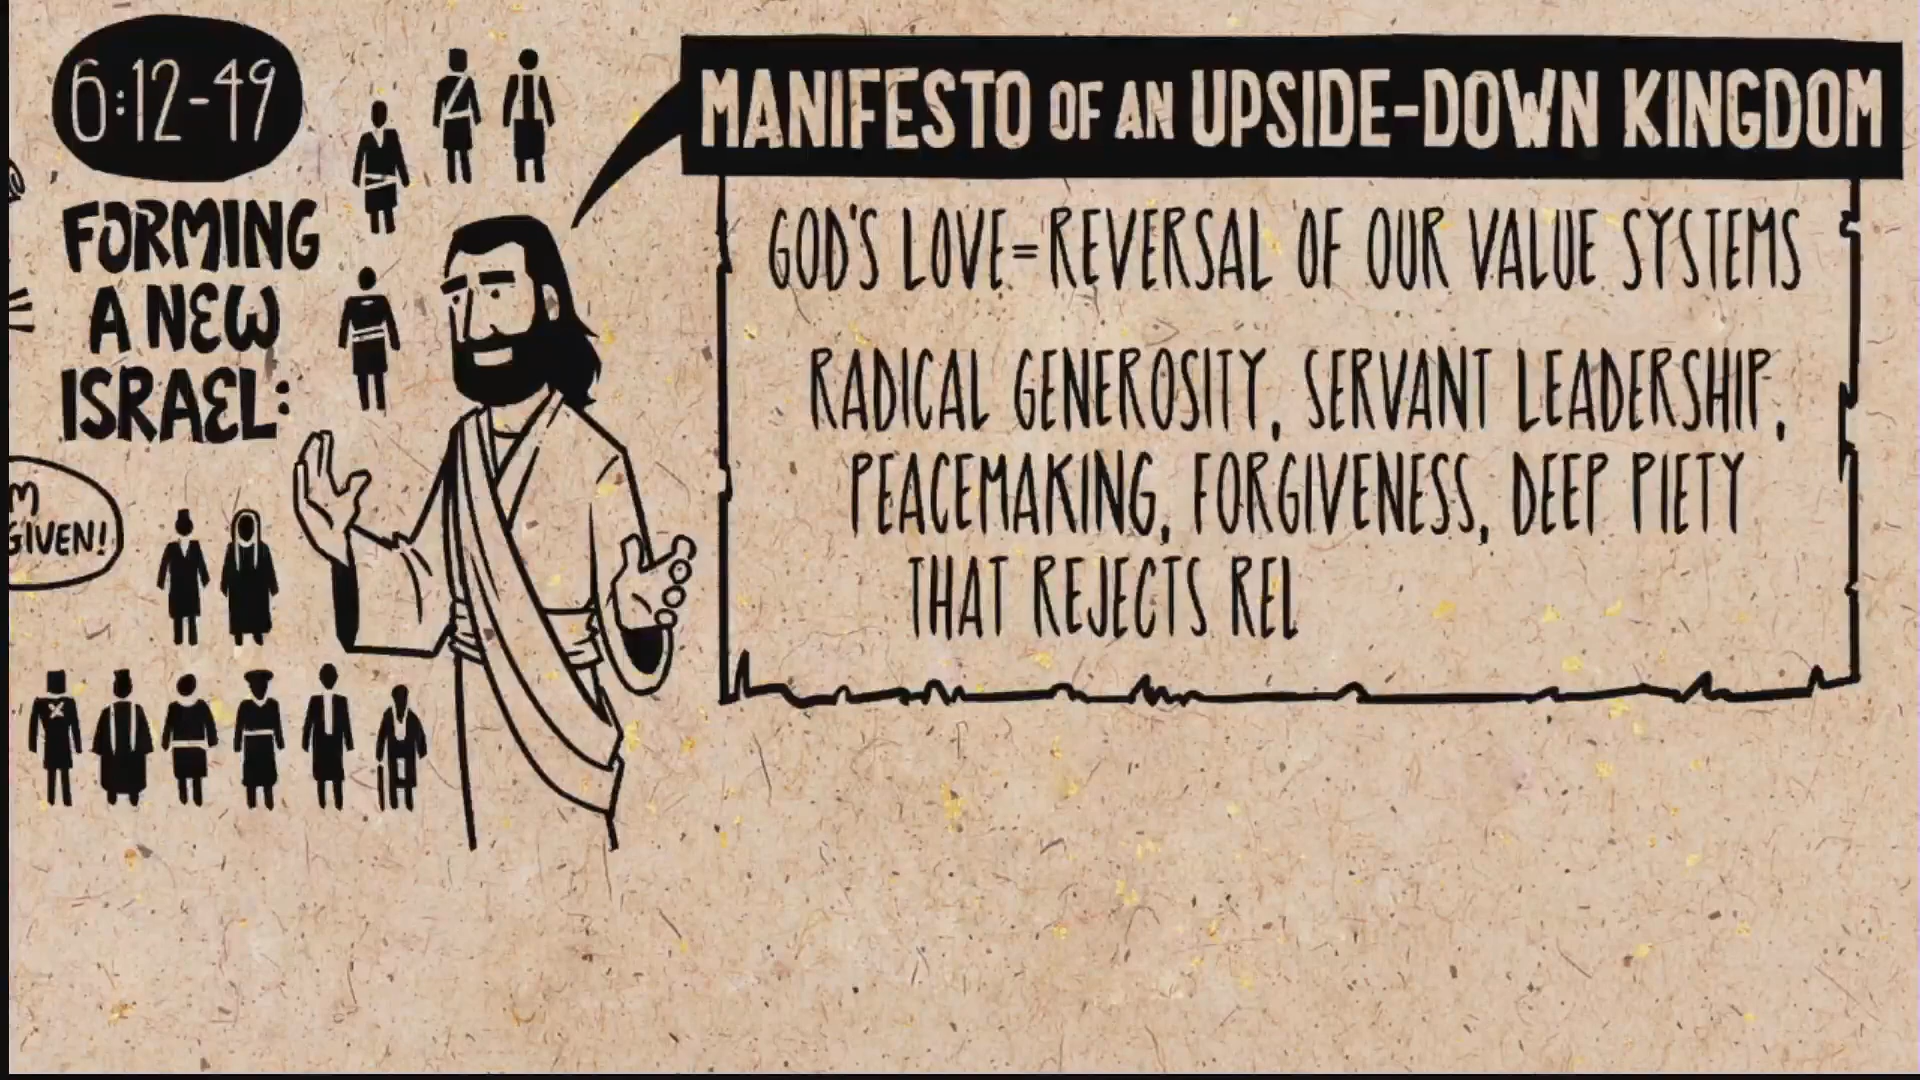 6:12-49
FORMING
A NEW
ISRAEL:
M
GIVEN!
MANIFESTO OF AN UPSIDE-DOWN KINGDOM
GOD'S LOVE=REVERSAL OF OUR VALUE SYSTEMS
RADICAL GENEROSITY, SERVANT LEADERSHIP,
PEACEMAKING, FORGIVENESS, DEEP PIETY
THAT REJECTS REL